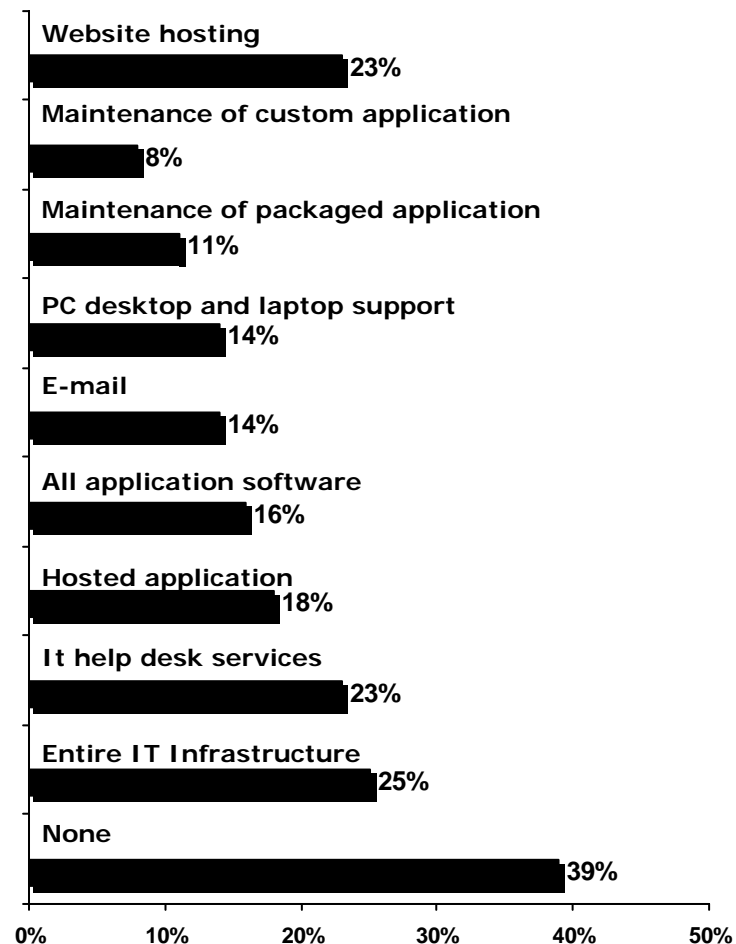 Website hosting
23%
Maintenance of custom application
8%
Maintenance of packaged application
11%
PC desktop and laptop support
14%
E-mail
14%
All application software
16%
Hosted application
18%
It help desk services
23%
Entire IT Infrastructure
25%
None
39%
0% 10% 20% 30% 40% 50%